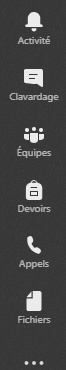 Activité
Clavardage
Équipes
Devoirs
Appels
Fichiers